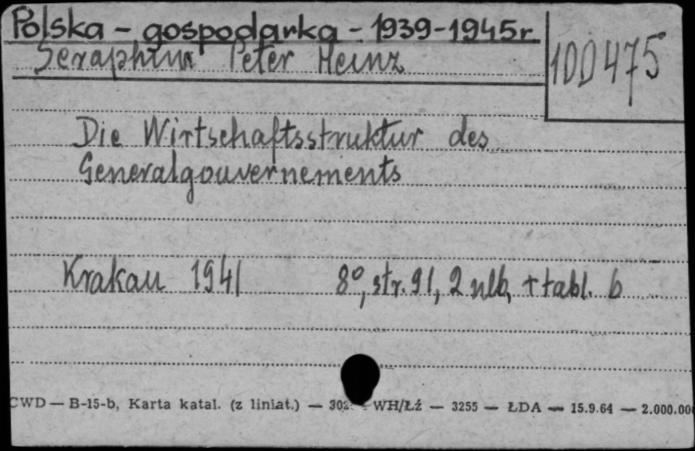 Polska - gospodarka - 1939-1945r.
Seraphim Peter Heinz
100475
Die Wirtschaftsstruktur des
Generalgouvernements
Krakau 1941 8°, str. 91, 2 nlb, + tabl. 6
CWD — B-15-b, Karta katal. (z liniat.) — WH/Łź — 3255 — ŁDA — 15.9.64 — 2.000.00